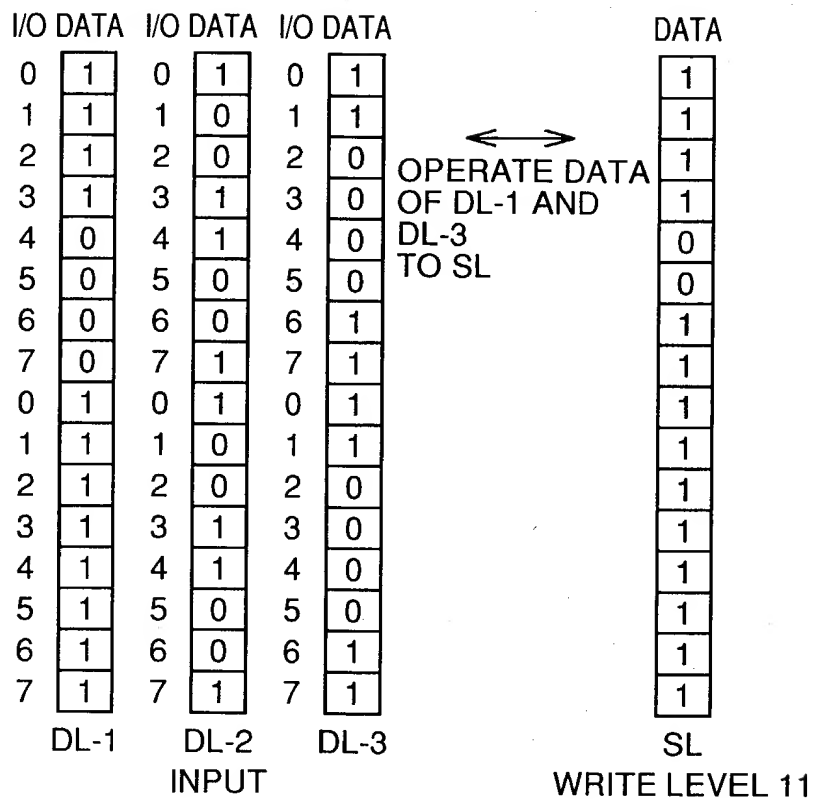 I/O DATA I/O DATA I/O DATA DATA
0 1 0 1 0 1 1
1 1 1 0 1 1 1
2 1 2 0 2 0 1
3 1 3 1 3 0 1
4 0 4 1 4 0 0
5 0 5 0 5 0 0
6 0 6 0 6 1 1
7 0 7 1 7 1 1
0 1 0 1 0 1 1
1 1 1 0 1 1 1
2 1 2 0 2 0 1
3 1 3 1 3 0 1
4 1 4 1 4 0 1
5 1 5 0 5 0 1
6 1 6 0 6 1 1
7 1 7 1 7 1 1
OPERATE DATA
OF DL-1 AND
DL-3
TO SL
DL-1 DL-2 DL-3 SL
INPUT WRITE LEVEL 11